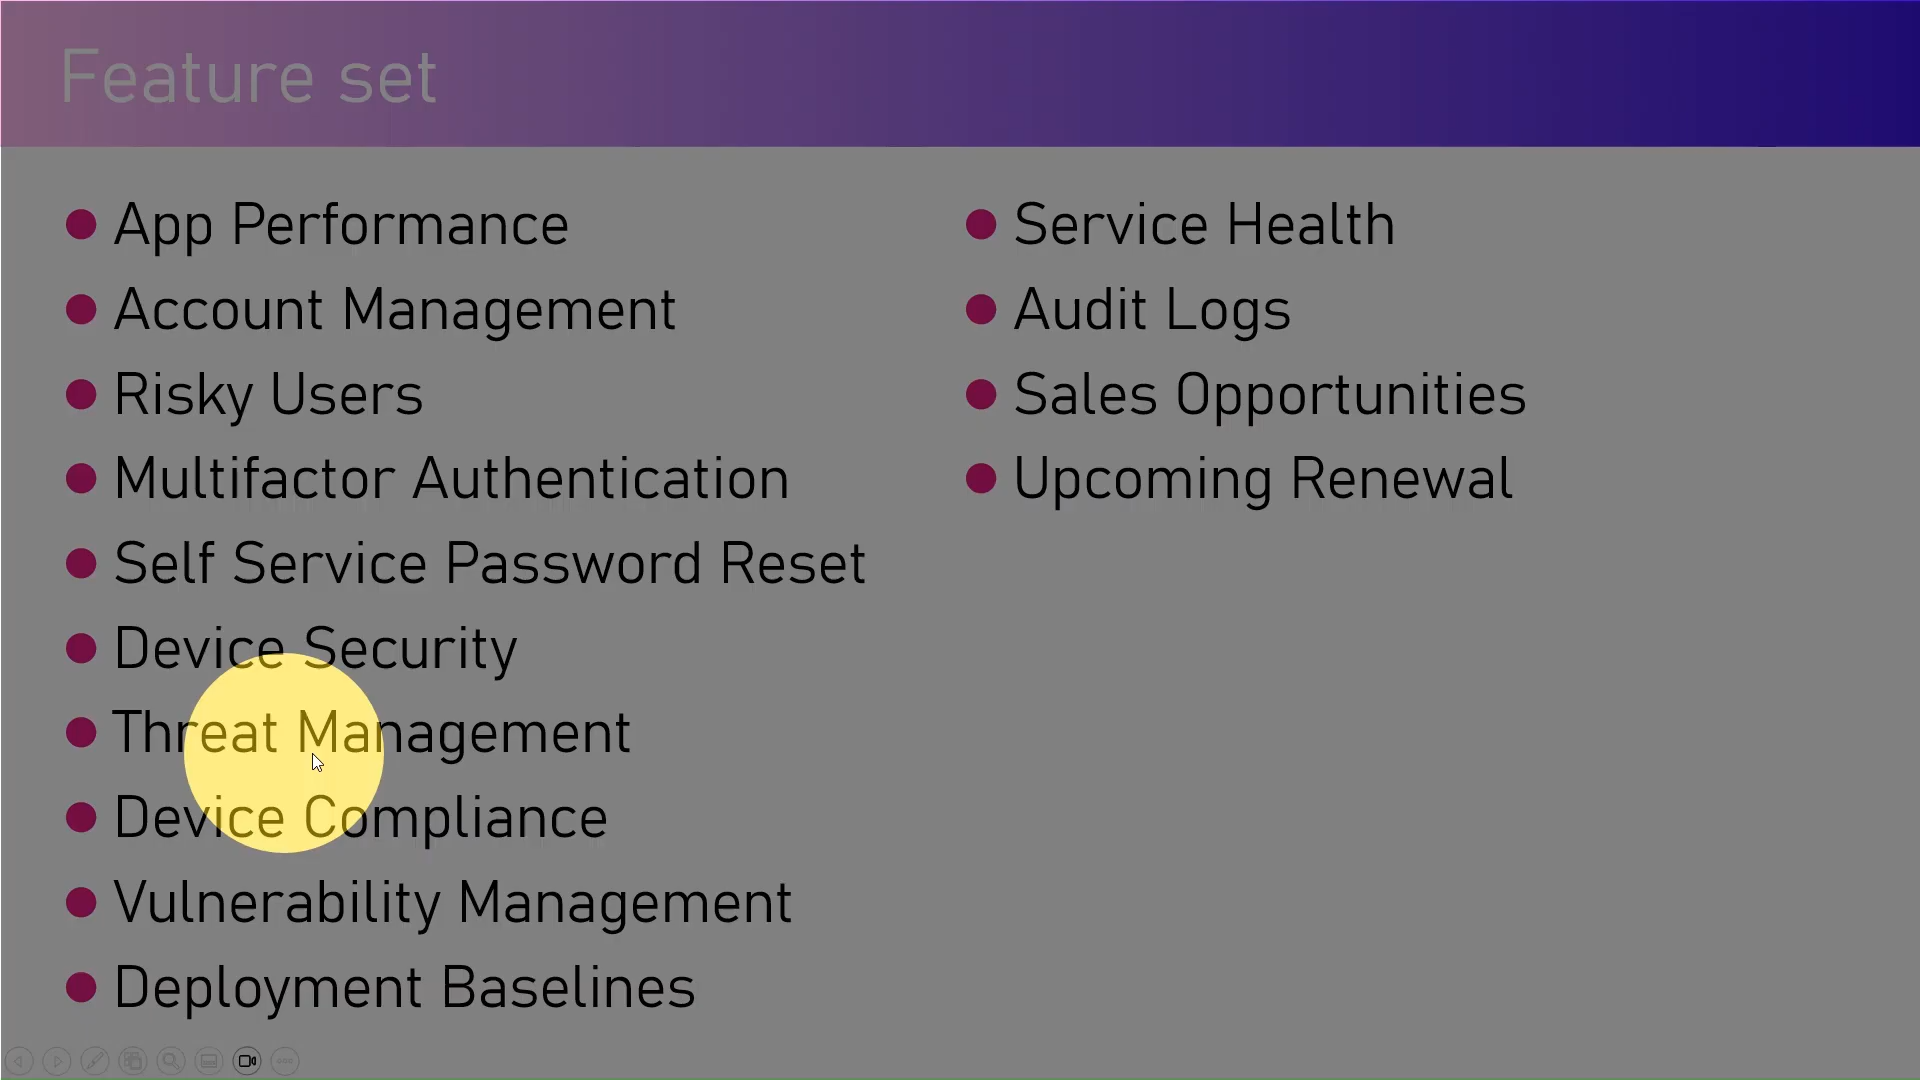 Feature set
App Performance
Account Management
Risky Users
Multifactor Authentication
Self Service Password Reset
Device Security
Threat Management
Device Compliance
Vulnerability Management
Deployment Baselines
Service Health
Audit Logs
Sales Opportunities
Upcoming Renewal